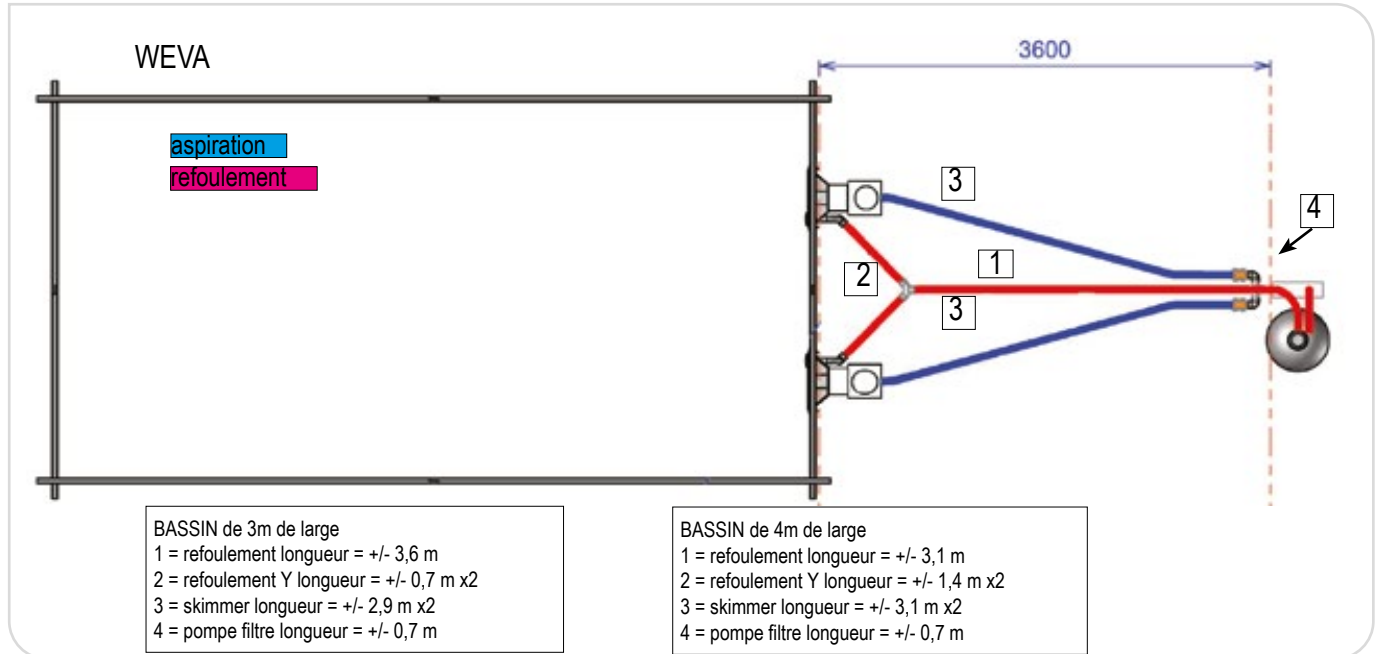 WEVA
3600
aspiration
refoulement
3
4
2
1
3
BASSIN de 3m de large
1 = refoulement longueur = +/- 3,6 m
2 = refoulement Y longueur = +/- 0,7 m x2
3 = skimmer longueur = +/- 2,9 m x2
4 = pompe filtre longueur = +/- 0,7 m
BASSIN de 4m de large
1 = refoulement longueur = +/- 3,1 m
2 = refoulement Y longueur = +/- 1,4 m x2
3 = skimmer longueur = +/- 3,1 m x2
4 = pompe filtre longueur = +/- 0,7 m